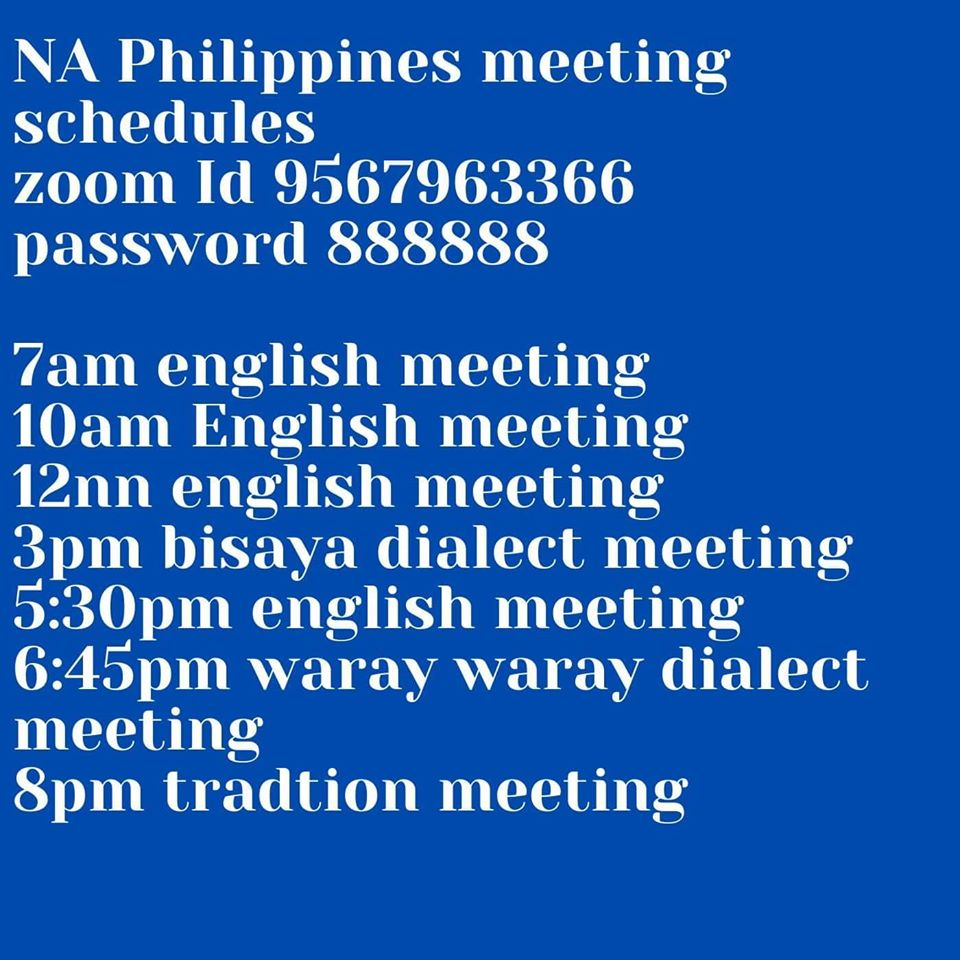 NA Philippines meeting
schedules
zoom Id 9567963366
password 888888
7am english meeting
10am English meeting
12nn english meeting
3pm bisaya dialect meeting
5:30pm english meeting
6:45pm waray waray dialect
meeting
8pm tradtion meeting